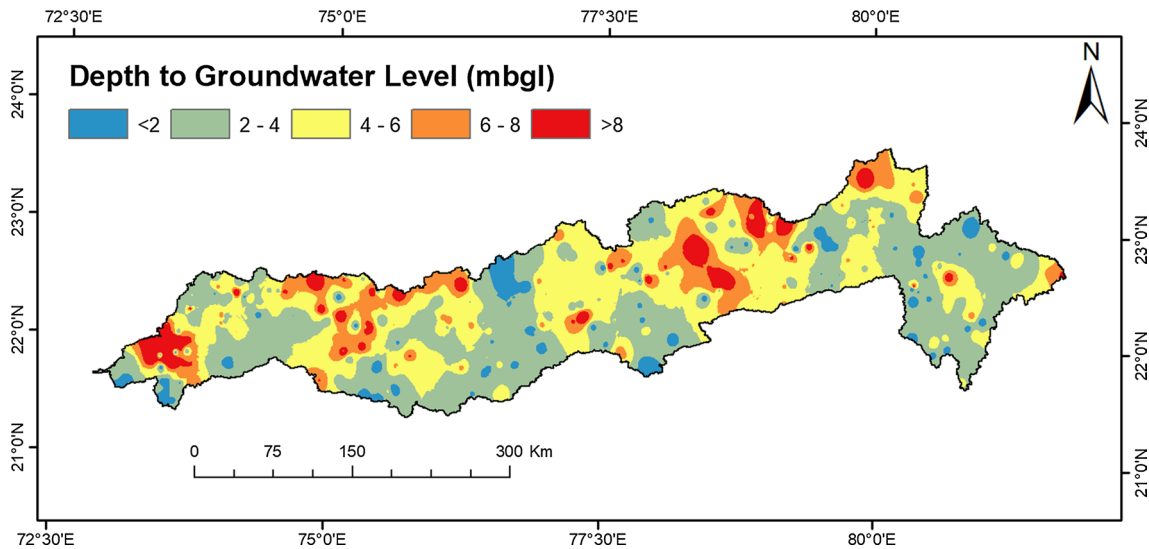 72°30'E 75°0'E 77°30'E 80°0'E
N
Depth to Groundwater Level (mbgl)
<2 2 - 4 4 - 6 6 - 8 >8
24°0'N
24°0'N
23°0'N
23°0'N
22°0'N
22°0'N
21°0'N
21°0'N
0 75 150 300 Km
72°30'E 75°0'E 77°30'E 80°0'E